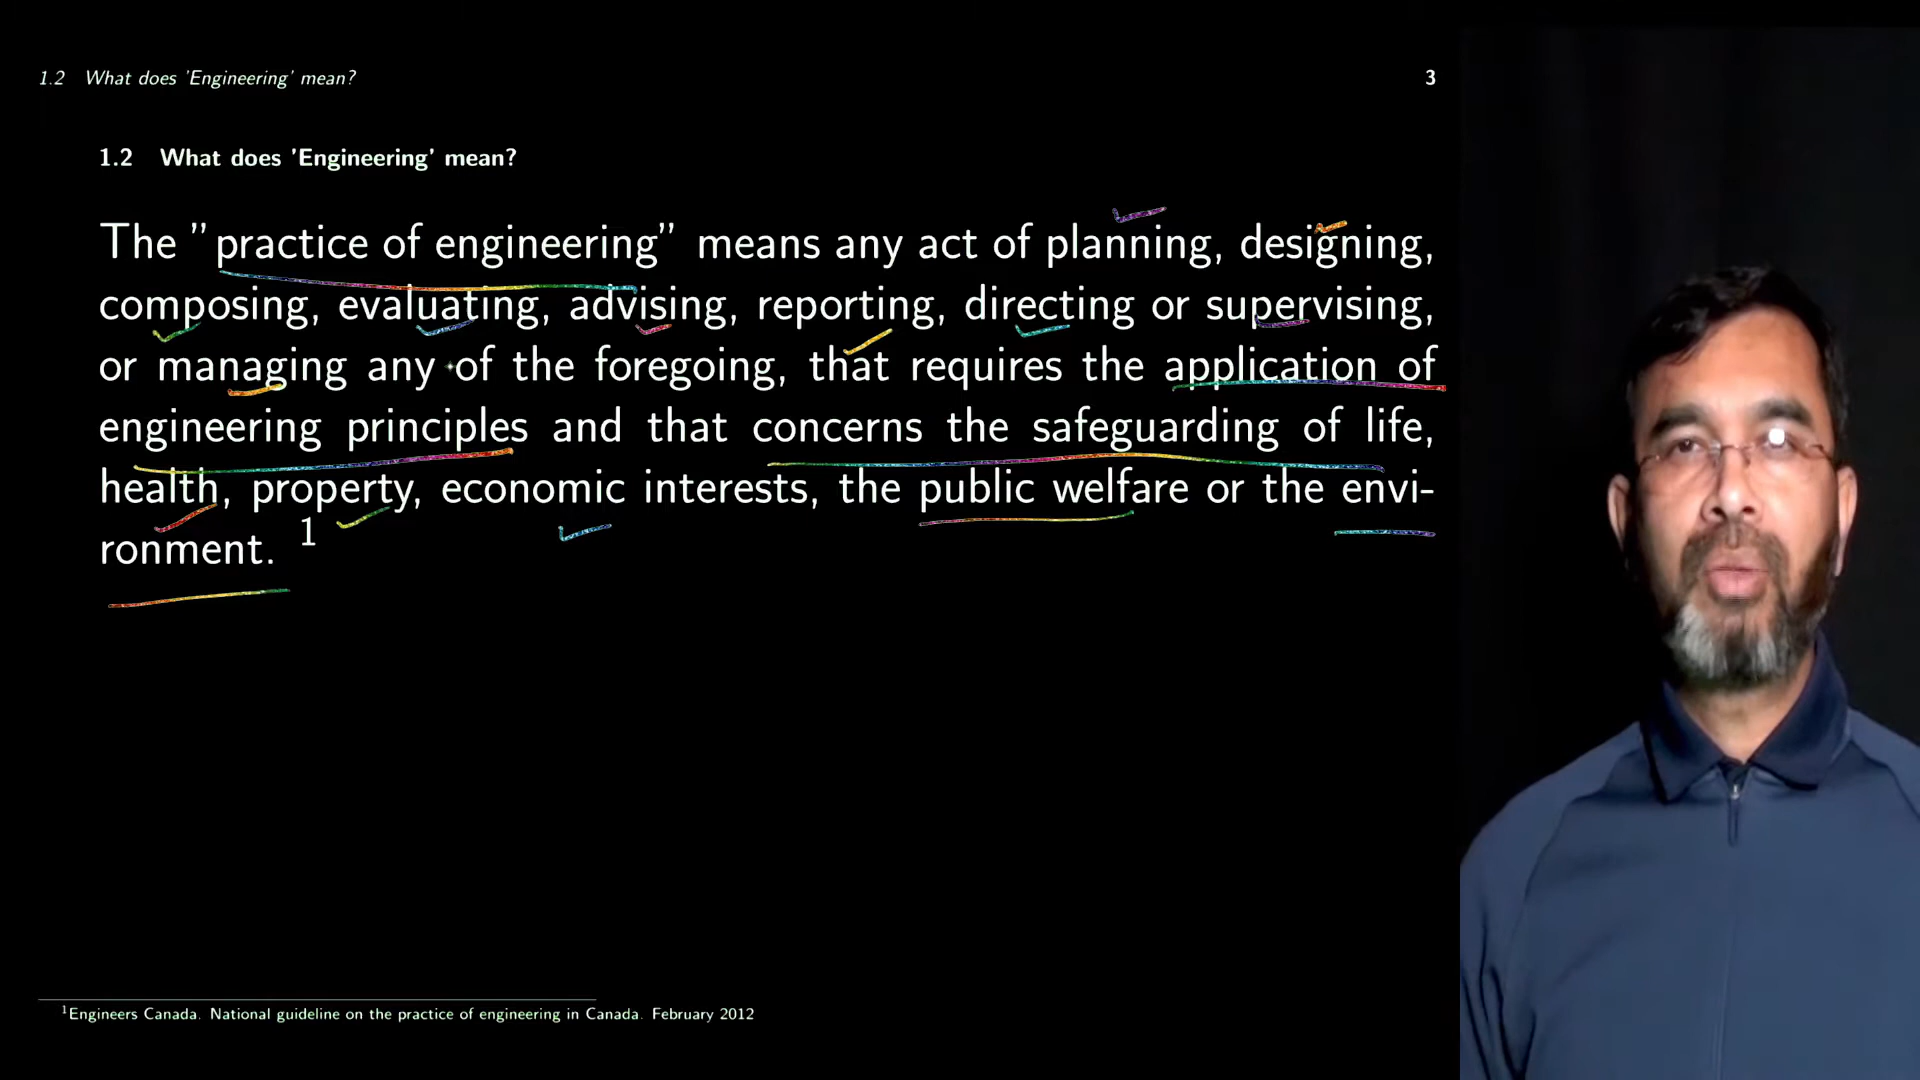 1.2 What does 'Engineering' mean? 3
1.2 What does 'Engineering' mean?
The "practice of engineering" means any act of planning, designing,
composing, evaluating, advising, reporting, directing or supervising,
or managing any of the foregoing, that requires the application of
engineering principles and that concerns the safeguarding of life,
health, property, economic interests, the public welfare or the envi-
ronment. 1
1Engineers Canada. National guideline on the practice of engineering in Canada. February 2012